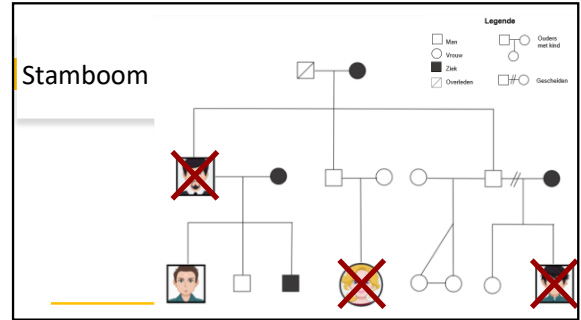 Stamboom
Legende
Man
Vrouw
Ziek
Overleden
Ouders
met kind
Gescheiden